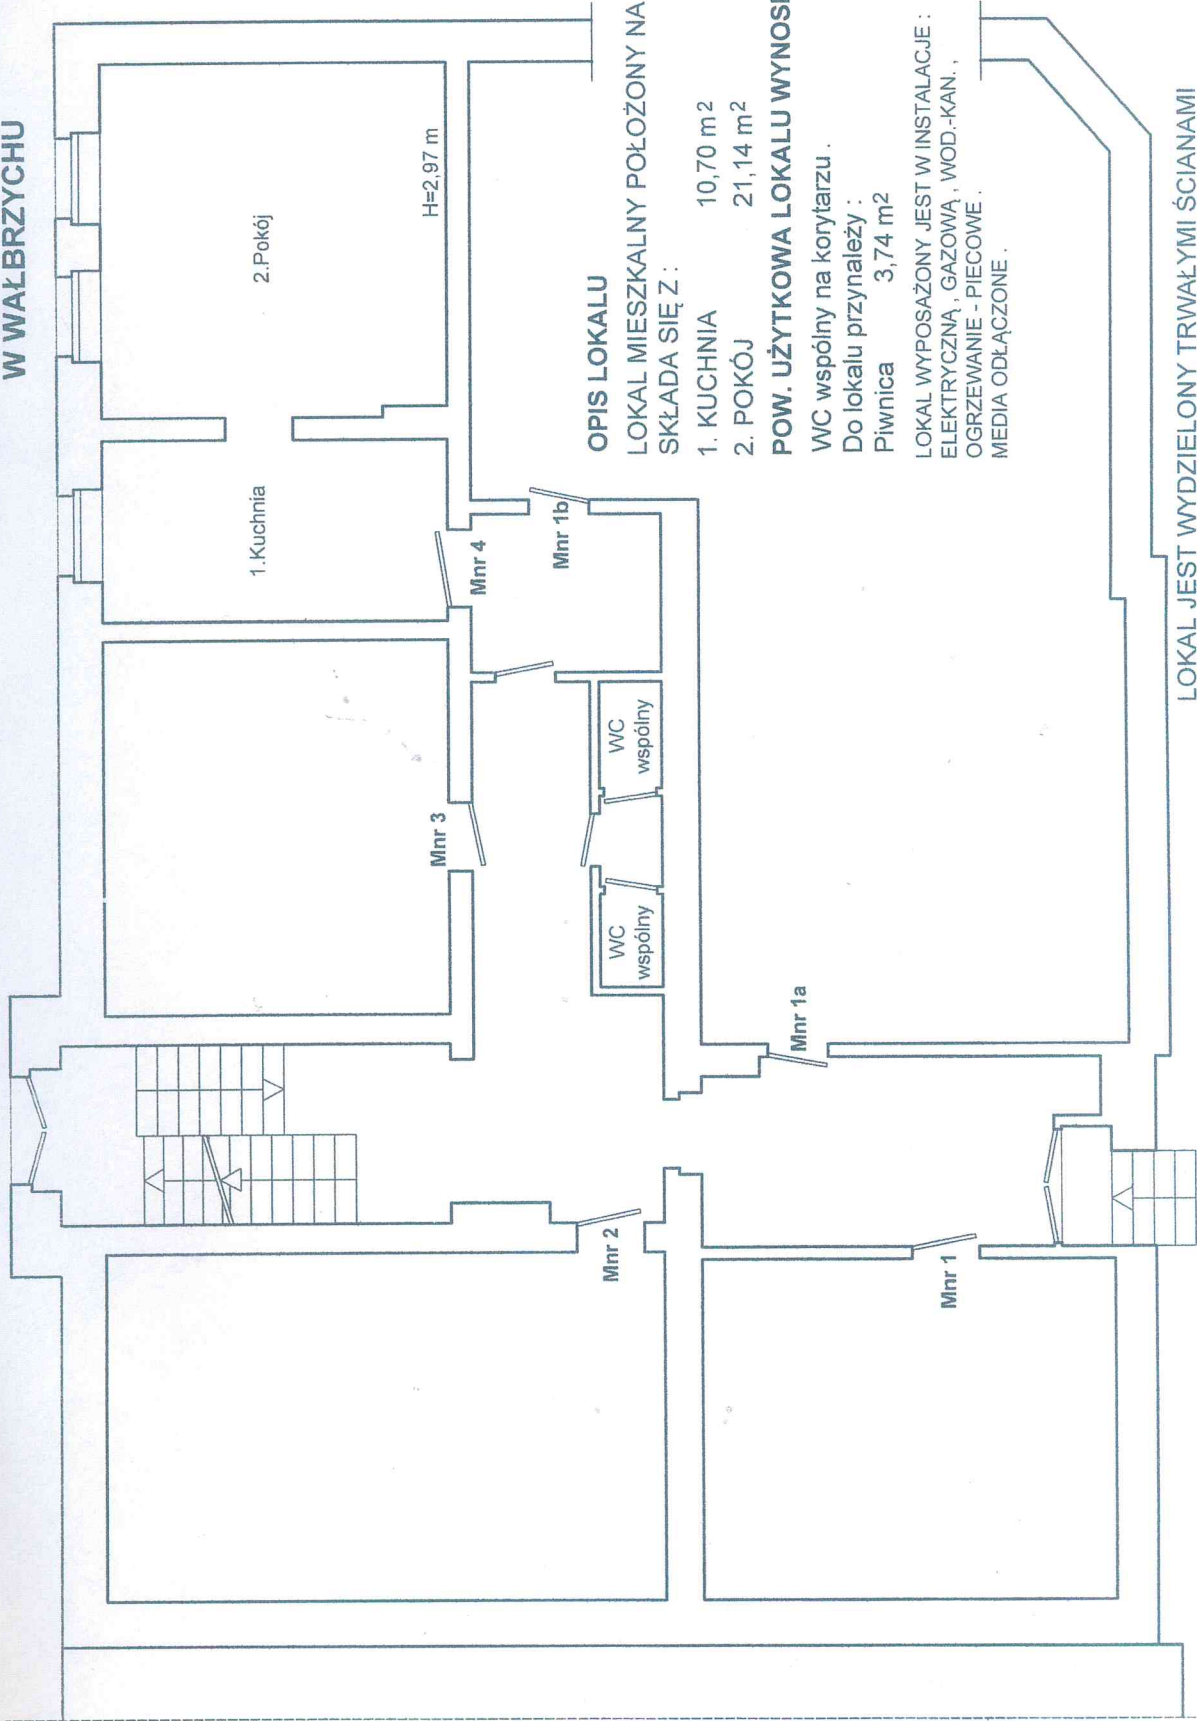 W WAŁBRZYCHU
2.Pokój
H=2,97 m
1.Kuchnia
Mnr 4
Mnr 1b
Mnr 3
WC
wspólny
WC
wspólny
Mnr 1a
Mnr 2
Mnr 1
OPIS LOKALU
LOKAL MIESZKALNY POŁOŻONY NA
SKŁADA SIĘ Z :
1. KUCHNIA 10,70 m2
2. POKÓJ 21,14 m2
POW. UŻYTKOWA LOKALU WYNOSI
WC wspólny na korytarzu .
Do lokalu przynależy :
Piwnica 3,74 m2
LOKAL WYPOSAŻONY JEST W INSTALACJE :
ELEKTRYCZNĄ , GAZOWĄ , WOD.-KAN. ,
OGRZEWANIE - PIECOWE .
MEDIA ODŁĄCZONE .
LOKAL JEST WYDZIELONY TRWAŁYMI ŚCIANAMI